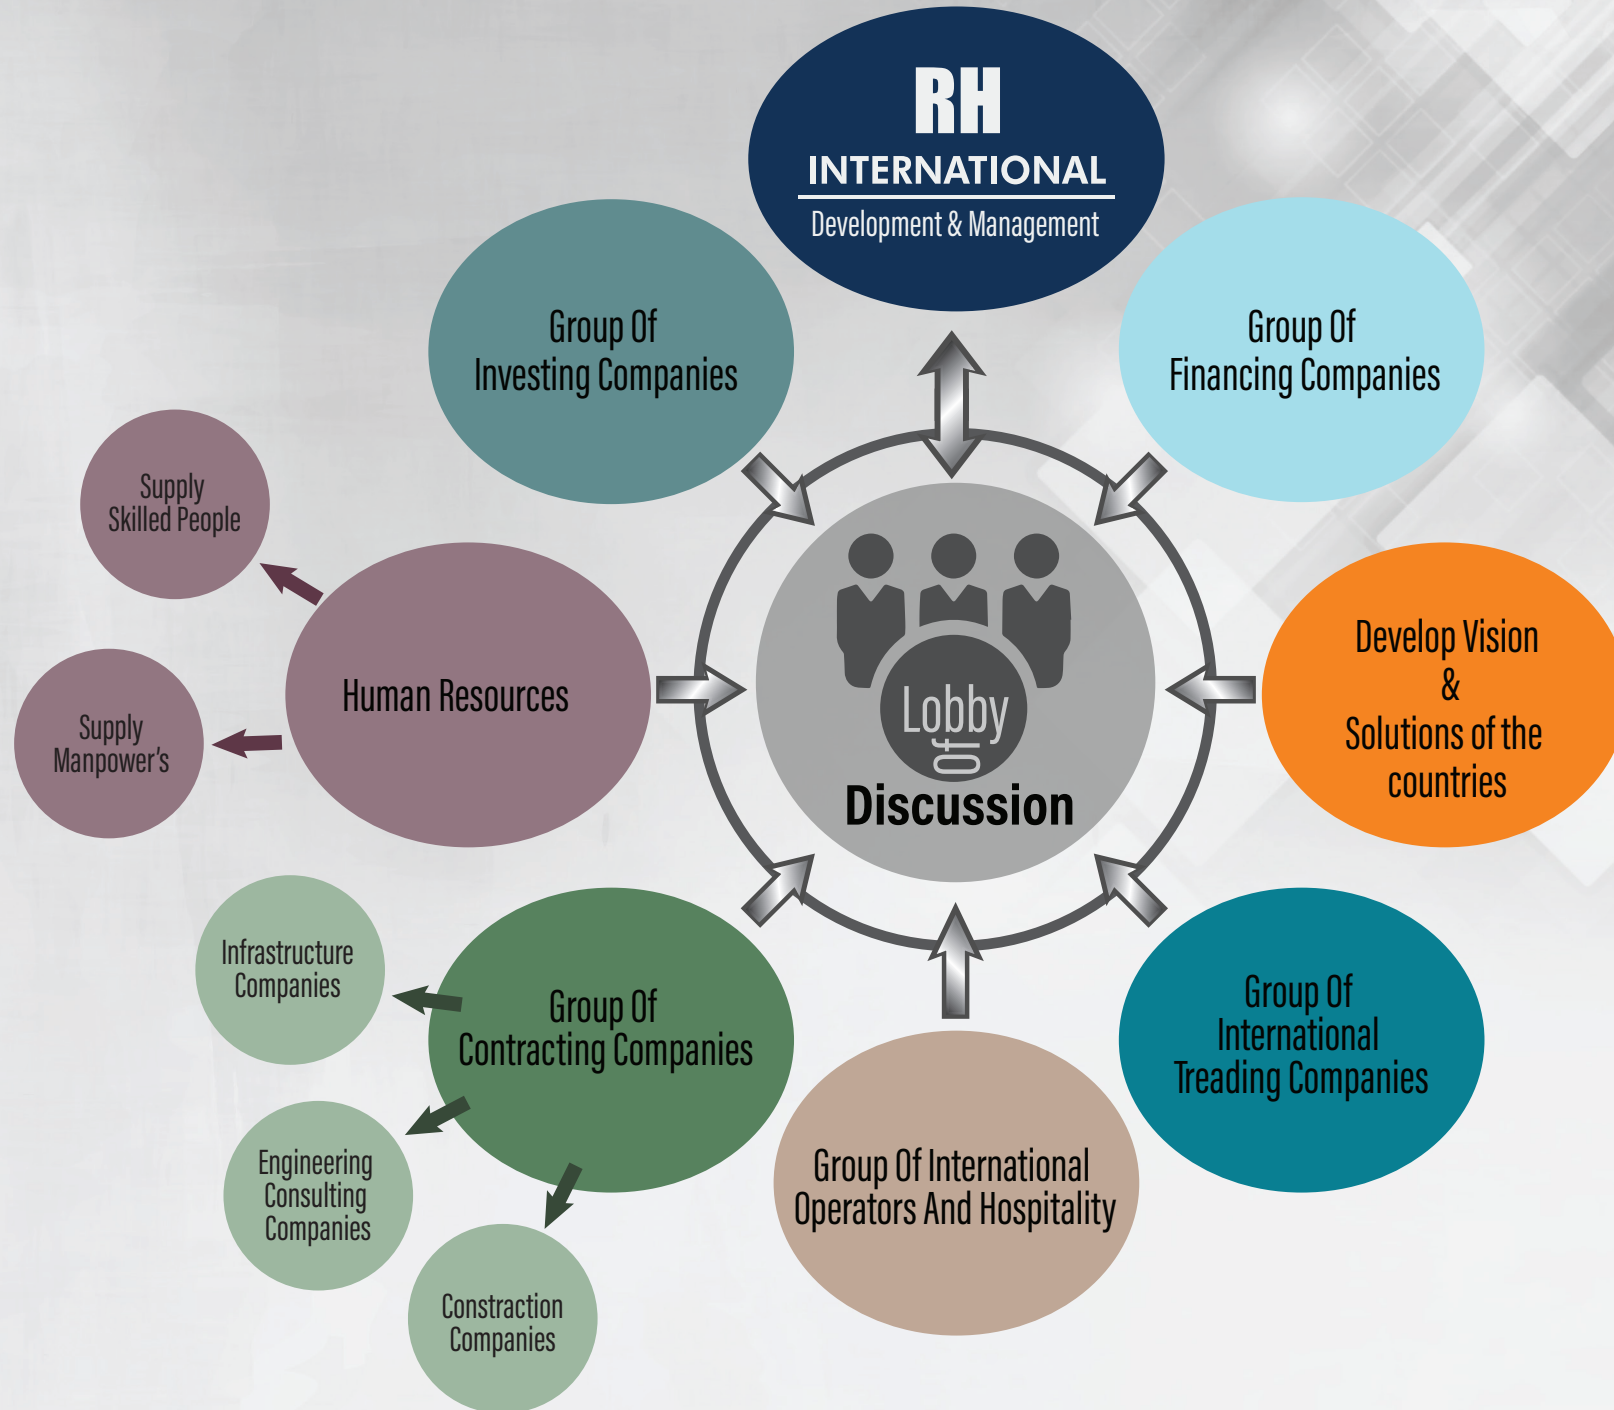 RH
INTERNATIONAL
Development & Management
Group Of
Investing Companies
Group Of
Financing Companies
Supply
Skilled People
Human Resources
Supply
Manpower's
Lobby
Of
Discussion
Develop Vision
&
Solutions of the
countries
Infrastructure
Companies
Group Of
Contracting Companies
Engineering
Consulting
Companies
Constraction
Companies
Group Of International
Operators And Hospitality
Group Of
International
Treading Companies